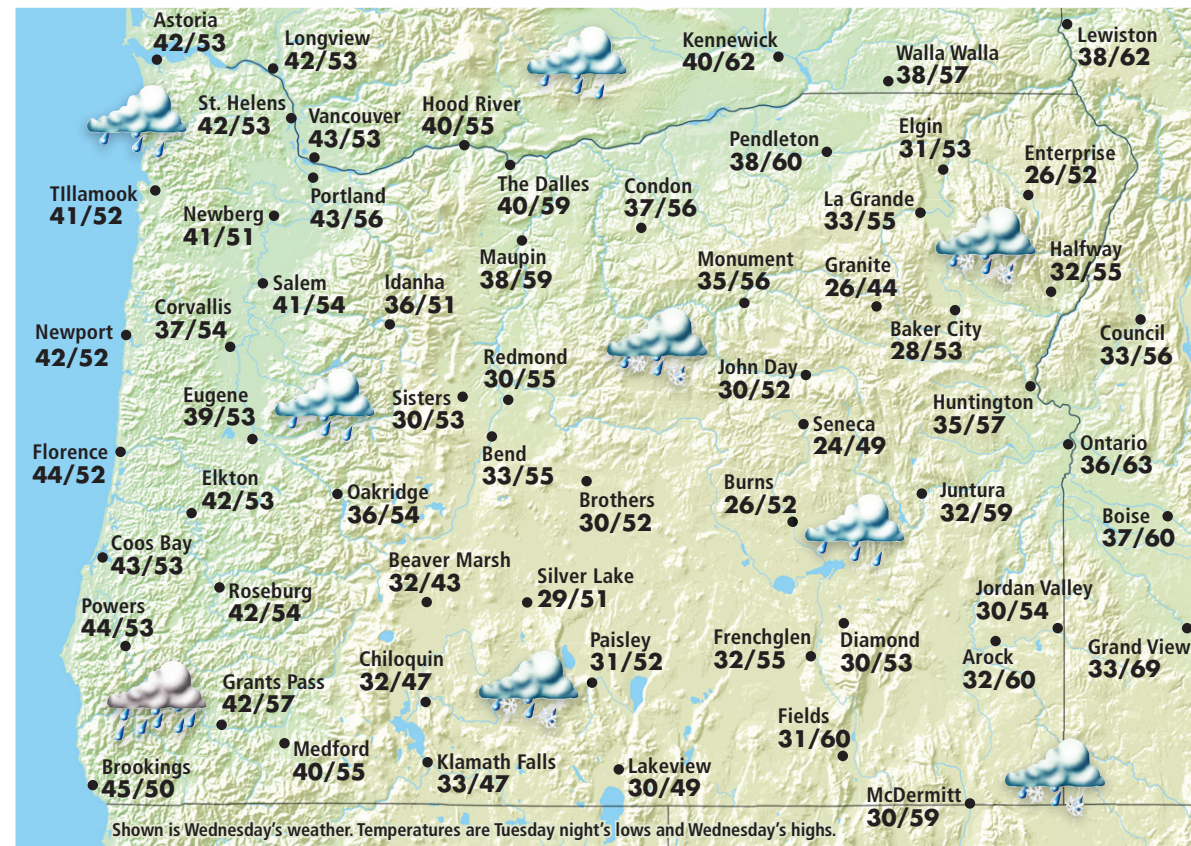 Astoria
42/53
Longview
42/53
Kennewick
40/62
Walla Walla
38/57
Lewiston
38/62
St. Helens
42/53
Vancouver
43/53
Hood River
40/55
Pendleton
38/60
Elgin
31/53
Enterprise
26/52
TIllamook
41/52
Newberg
41/51
Portland
43/56
The Dalles
40/59
Condon
37/56
La Grande
33/55
Maupin
38/59
Monument
35/56
Granite
26/44
Halfway
32/55
Salem
41/54
Idanha
36/51
Corvallis
37/54
Newport
42/52
Baker City
28/53
Council
33/56
Redmond
30/55
John Day
30/52
Eugene
39/53
Sisters
30/53
Huntington
35/57
Seneca
24/49
Ontario
36/63
Florence
44/52
Bend
33/55
Elkton
42/53
Oakridge
36/54
Brothers
30/52
Burns
26/52
Juntura
32/59
Boise
37/60
Coos Bay
43/53
Beaver Marsh
32/43
Silver Lake
29/51
Roseburg
42/54
Jordan Valley
30/54
Powers
44/53
Paisley
31/52
Frenchglen
32/55
Diamond
30/53
Arock
32/60
Grand View
33/69
Chiloquin
32/47
Grants Pass
42/57
Fields
31/60
Medford
40/55
Klamath Falls
33/47
Lakeview
30/49
Brookings
45/50
McDermitt
30/59
Shown is Wednesday's weather. Temperatures are Tuesday night's lows and Wednesday's highs.